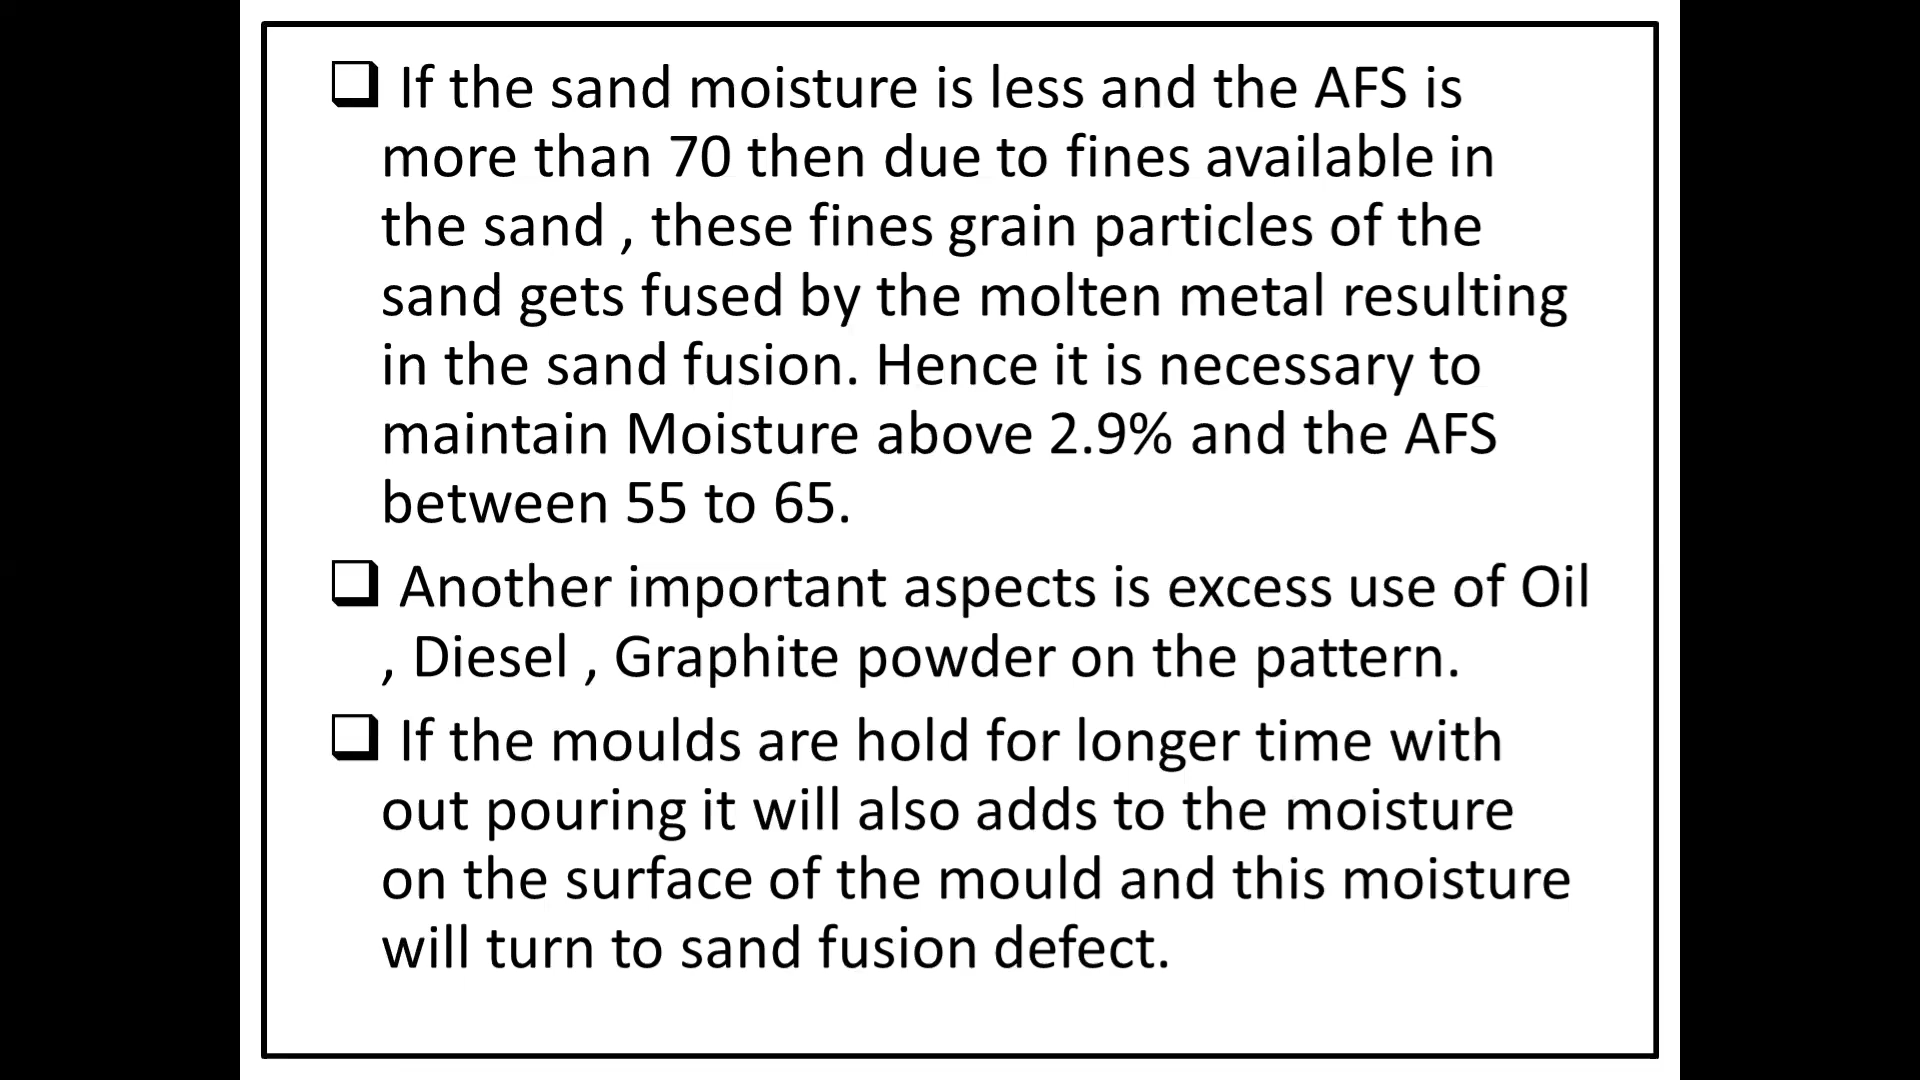 ❑ If the sand moisture is less and the AFS is
more than 70 then due to fines available in
the sand , these fines grain particles of the
sand gets fused by the molten metal resulting
in the sand fusion. Hence it is necessary to
maintain Moisture above 2.9% and the AFS
between 55 to 65.
❑ Another important aspects is excess use of Oil
, Diesel , Graphite powder on the pattern.
❑ If the moulds are hold for longer time with
out pouring it will also adds to the moisture
on the surface of the mould and this moisture
will turn to sand fusion defect.